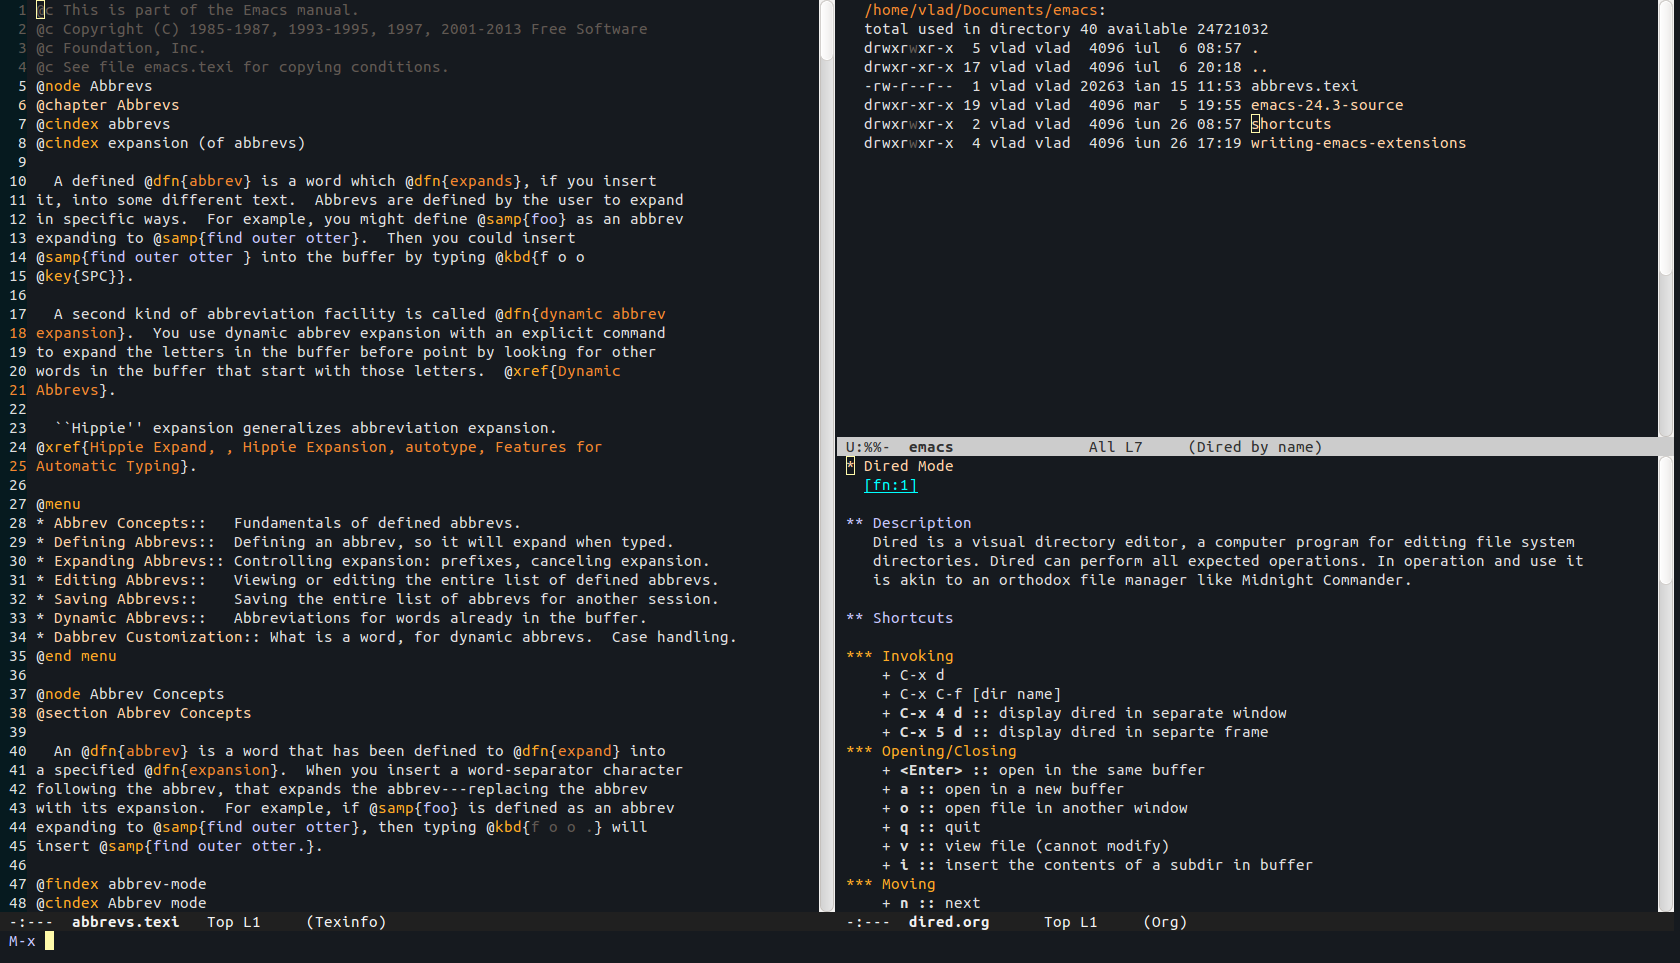 1 @c This is part of the Emacs manual.
2 @c Copyright (C) 1985-1987, 1993-1995, 1997, 2001-2013 Free Software
3 @c Foundation, Inc.
4 @c See file emacs.texi for copying conditions.
5 @node Abbrevs
6 @chapter Abbrevs
7 @cindex abbrevs
8 @cindex expansion (of abbrevs)
9
10   A defined @dfn{abbrev} is a word which @dfn{expands}, if you insert
11 it, into some different text.  Abbrevs are defined by the user to expand
12 in specific ways.  For example, you might define @samp{foo} as an abbrev
13 expanding to @samp{find outer otter}.  Then you could insert
14 @samp{find outer otter } into the buffer by typing @kbd{f o o
15 @key{SPC}}.
16
17   A second kind of abbreviation facility is called @dfn{dynamic abbrev
18 expansion}.  You use dynamic abbrev expansion with an explicit command
19 to expand the letters in the buffer before point by looking for other
20 words in the buffer that start with those letters.  @xref{Dynamic
21 Abbrevs}.
22
23   ``Hippie'' expansion generalizes abbreviation expansion.
24 @xref{Hippie Expand, , Hippie Expansion, autotype, Features for
25 Automatic Typing}.
26
27 @menu
28 * Abbrev Concepts::   Fundamentals of defined abbrevs.
29 * Defining Abbrevs::  Defining an abbrev, so it will expand when typed.
30 * Expanding Abbrevs:: Controlling expansion: prefixes, canceling expansion.
31 * Editing Abbrevs::   Viewing or editing the entire list of defined abbrevs.
32 * Saving Abbrevs::    Saving the entire list of abbrevs for another session.
33 * Dynamic Abbrevs::   Abbreviations for words already in the buffer.
34 * Dabbrev Customization:: What is a word, for dynamic abbrevs.  Case handling.
35 @end menu
36
37 @node Abbrev Concepts
38 @section Abbrev Concepts
39
40   An @dfn{abbrev} is a word that has been defined to @dfn{expand} into
41 a specified @dfn{expansion}.  When you insert a word-separator character
42 following the abbrev, that expands the abbrev---replacing the abbrev
43 with its expansion.  For example, if @samp{foo} is defined as an abbrev
44 expanding to @samp{find outer otter}, then typing @kbd{f o o .} will
45 insert @samp{find outer otter.}.
46
47 @findex abbrev-mode
48 @cindex Abbrev mode
-:---  abbrevs.texi   Top L1     (Texinfo)
M-x
/home/vlad/Documents/emacs:
total used in directory 40 available 24721032
drwxrwxr-x  5 vlad vlad  4096 iul  6 08:57 .
drwxr-xr-x 17 vlad vlad  4096 iul  6 20:18 ..
-rw-r--r--  1 vlad vlad 20263 ian 15 11:53 abbrevs.texi
drwxr-xr-x 19 vlad vlad  4096 mar  5 19:55 emacs-24.3-source
drwxrwxr-x  2 vlad vlad  4096 iun 26 08:57 shortcuts
drwxrwxr-x  4 vlad vlad  4096 iun 26 17:19 writing-emacs-extensions
U:%%-  emacs               All L7     (Dired by name)
* Dired Mode
[fn:1]
** Description
Dired is a visual directory editor, a computer program for editing file system
directories. Dired can perform all expected operations. In operation and use it
is akin to an orthodox file manager like Midnight Commander.
** Shortcuts
*** Invoking
+ C-x d
+ C-x C-f [dir name]
+ C-x 4 d :: display dired in separate window
+ C-x 5 d :: display dired in separte frame
*** Opening/Closing
+ <Enter> :: open in the same buffer
+ a :: open in a new buffer
+ o :: open file in another window
+ q :: quit
+ v :: view file (cannot modify)
+ i :: insert the contents of a subdir in buffer
*** Moving
+ n :: next
-:---  dired.org      Top L1     (Org)